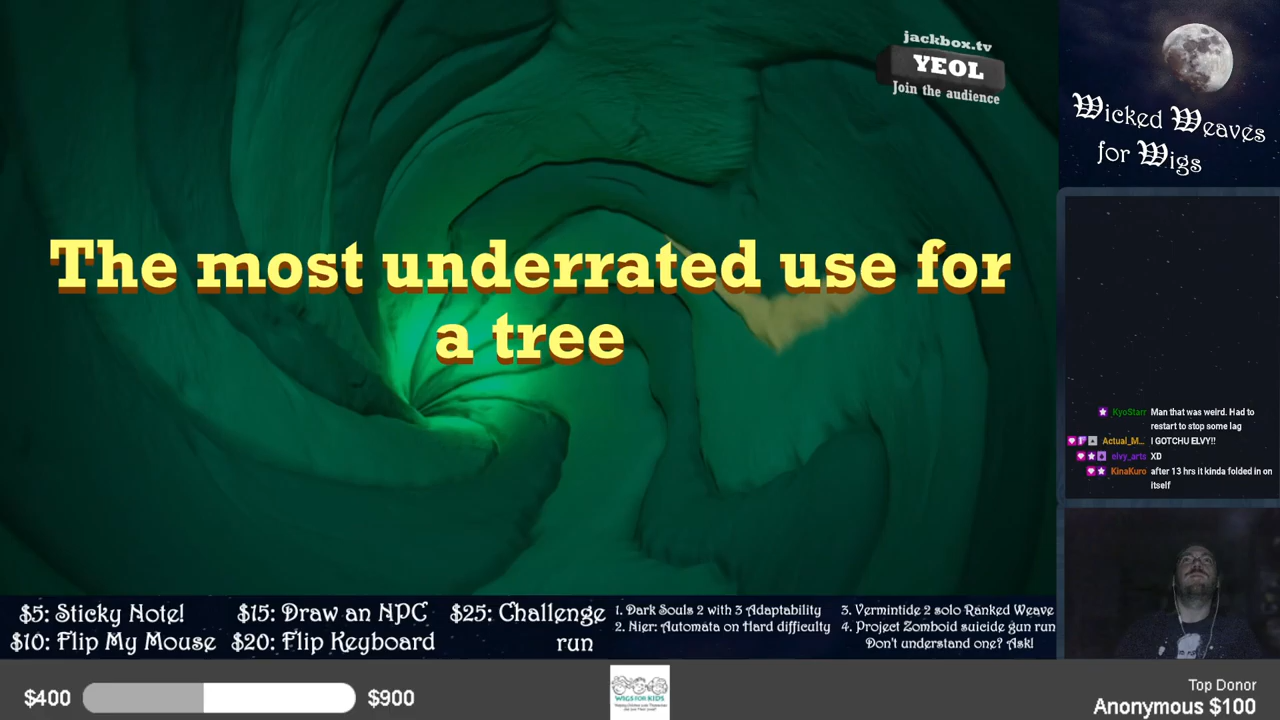 jackbox.tv
YEOL
Join the audience
The most underrated use for
a tree
Wicked Weaves
for Wigs
KyoStarr Man that was weird. Had to
restart to stop some lag
Actual_M... I GOTCHU ELVY!!
elvy_arts XD
KinaKuro after 13 hrs it kinda folded in on
itself
$5: Sticky Note!
$10: Flip My Mouse
$15: Draw an NPC
$20: Flip Keyboard
$25: Challenge
run
1. Dark Souls 2 with 3 Adaptability
2. Nier: Automata on Hard difficulty
3. Vermintide 2 solo Ranked Weave
4. Project Zomboid suicide gun run
Don't understand one? Ask!
$400
$900
WIGS FOR KIDS
Top Donor
Anonymous $100